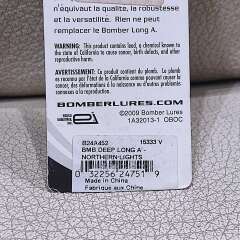 n'équivaut la qualité, la robustesse
et la versatilité. Rien ne peut
remplacer le Bomber Long A.
WARNING:
This product contains lead, a chemical known to the
state of California to cause cancer, birth defects, and other
reproductive harm.
AVERTISSEMENT:
Ce produit contient du plomb,
BOMBERLURES.COM
©2009 Bomber Lures
1A32013-1 OBOC
B24A452 15333 V
BMB DEEP LONG A -
NORTHERN-LIGHTS
Made in China
Fabrique aux Chine
0 32256 24751 9